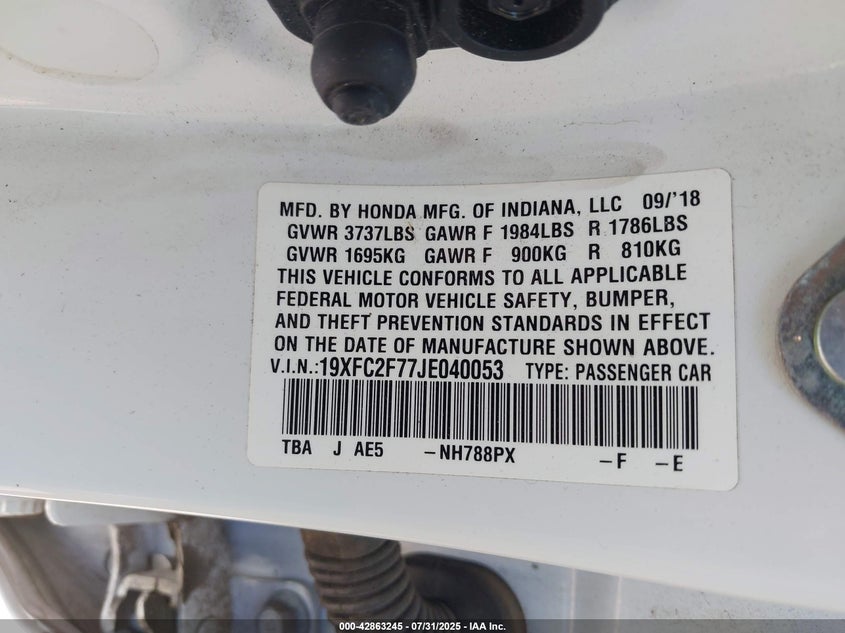 MFD. BY HONDA MFG. OF INDIANA, LLC 09/'18
GVWR 3737LBS GAWR F 1984LBS R 1786LBS
GVWR 1695KG GAWR F 900KG R 810KG
THIS VEHICLE CONFORMS TO ALL APPLICABLE
FEDERAL MOTOR VEHICLE SAFETY, BUMPER,
AND THEFT PREVENTION STANDARDS IN EFFECT
ON THE DATE OF MANUFACTURE SHOWN ABOVE.
V.I.N.:19XFC2F77JE040053 TYPE: PASSENGER CAR
TBA J AE5 -NH788PX -F -E
000-42863245 - 07/31/2025 - IAA Inc.